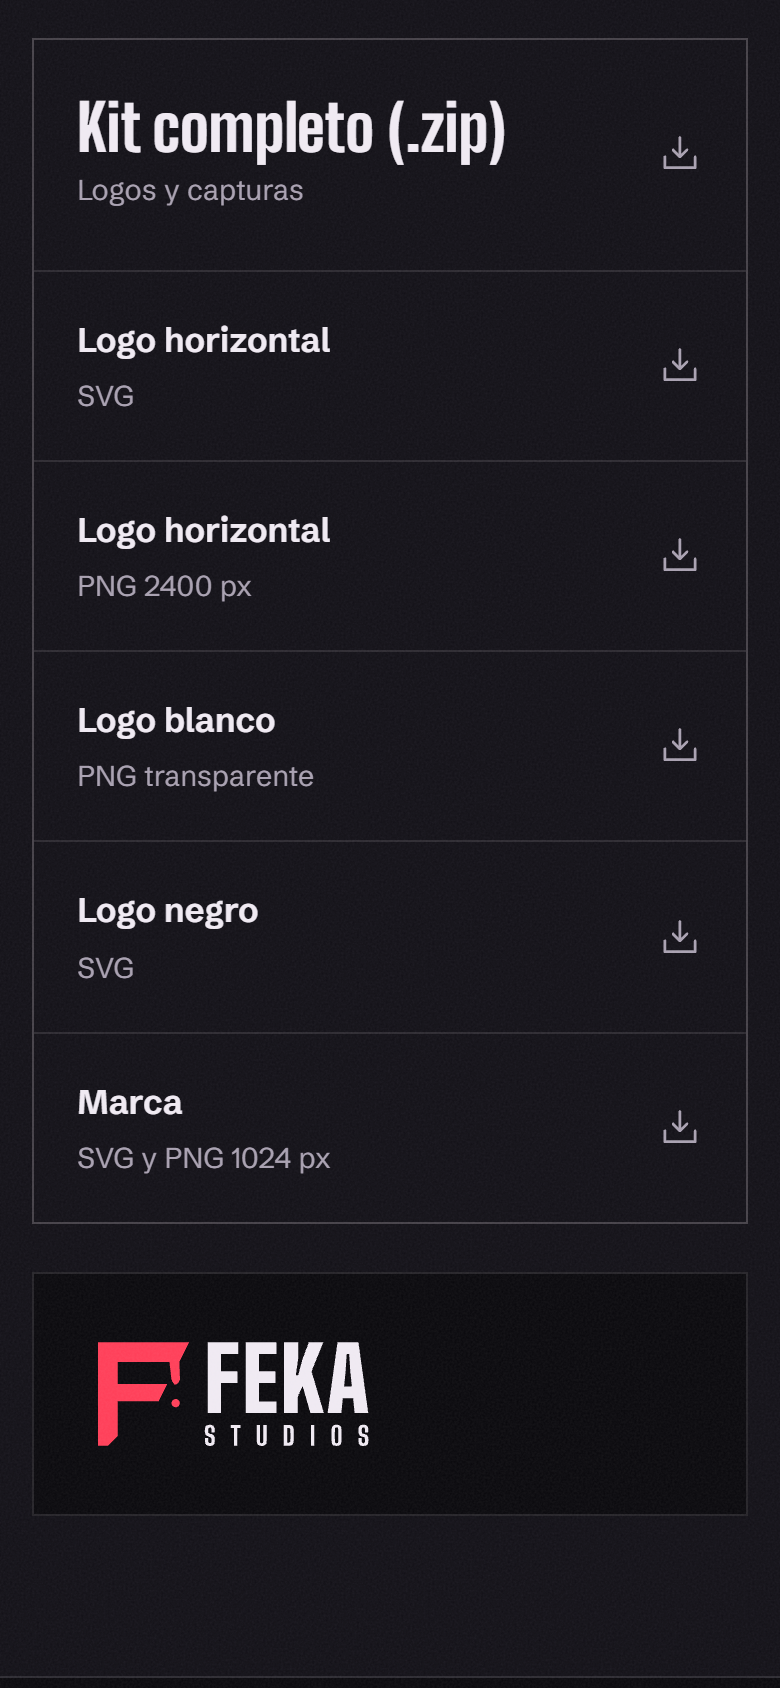 Kit completo (.zip)
Logos y capturas
Logo horizontal
SVG
Logo horizontal
PNG 2400 px
Logo blanco
PNG transparente
Logo negro
SVG
Marca
SVG y PNG 1024 px
FEKA
STUDIOS